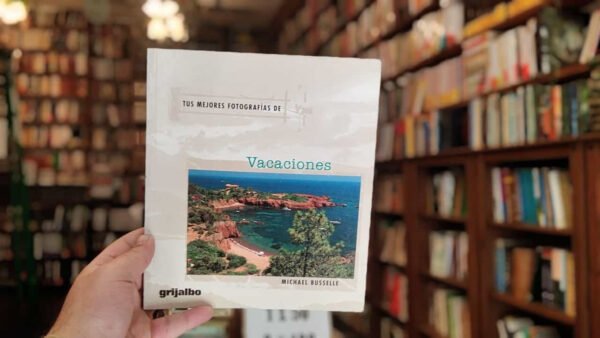 TUS MEJORES FOTOGRAFÍAS DE
Vacaciones
MICHAEL BUSSELLE
grijalbo